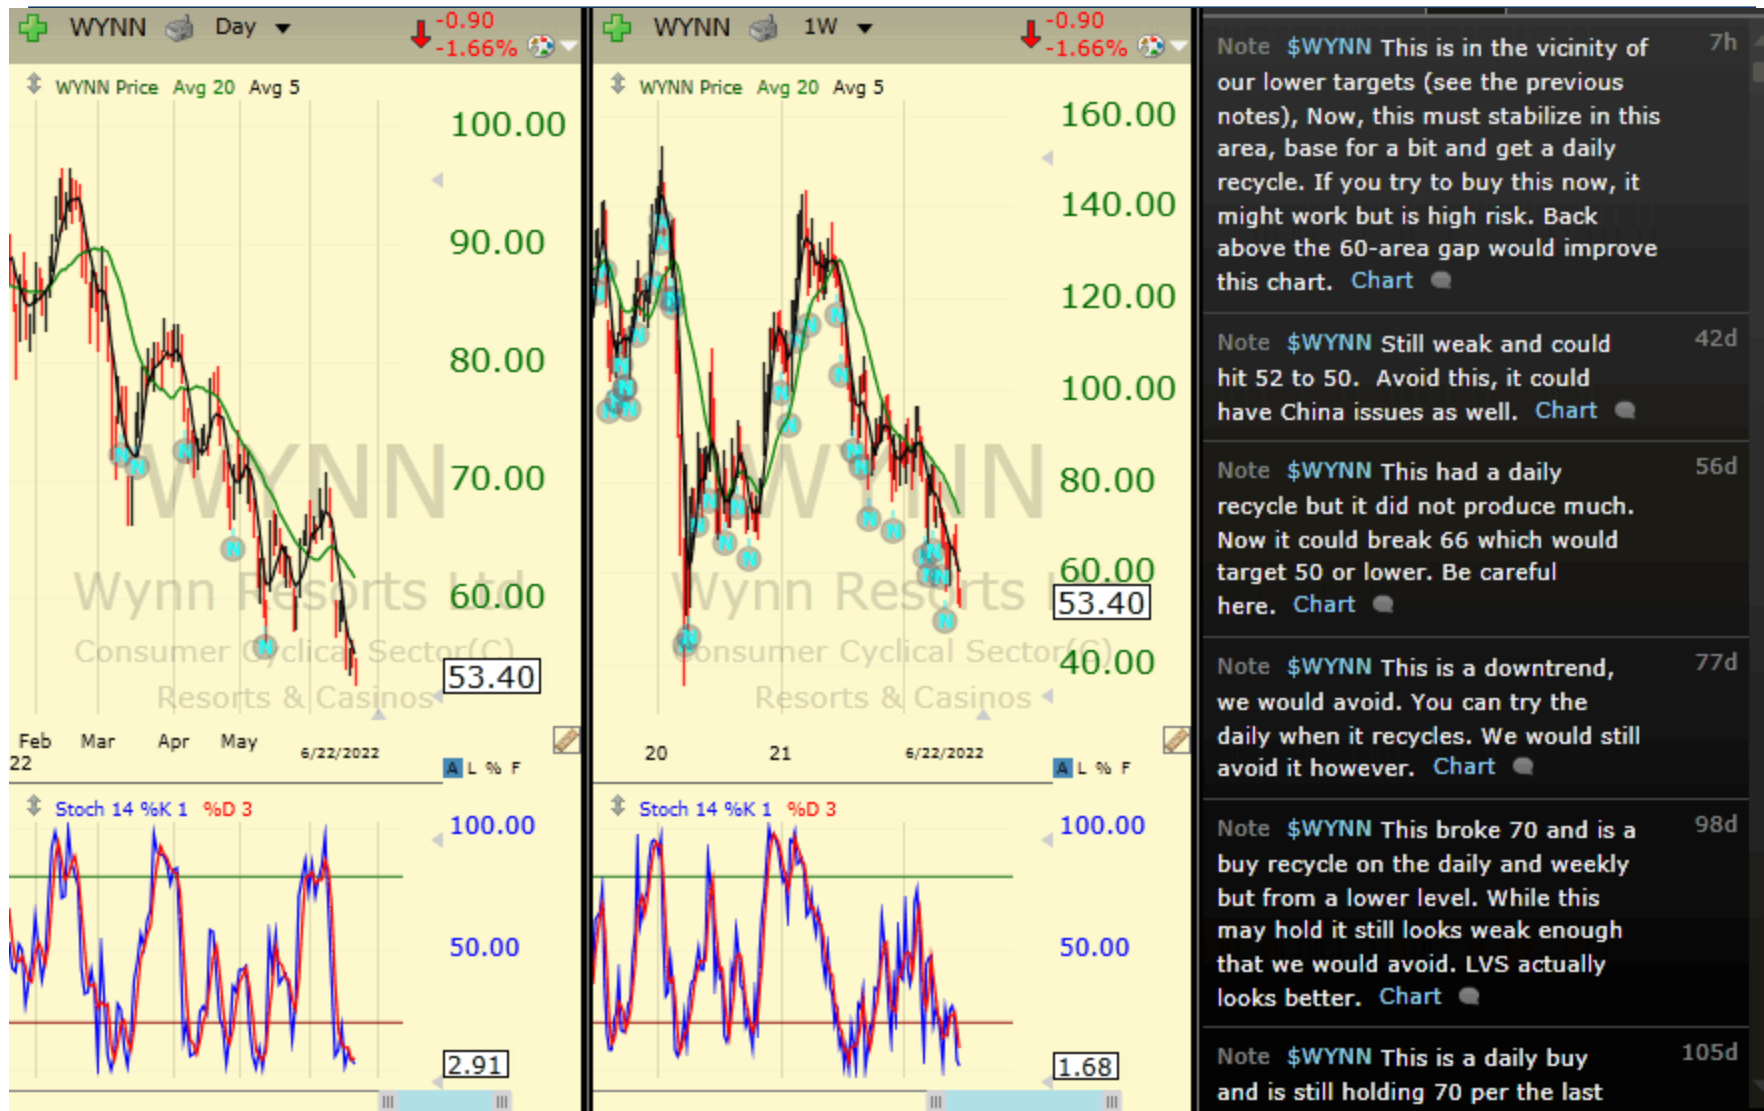 WYNN Day -0.90
-1.66%
WYNN Price Avg 20 Avg 5
100.00
90.00
80.00
70.00
60.00
53.40
WYNN
Wynn Resorts Ltd
Consumer Cyclical Sector(C)
Resorts & Casinos
N N N N N
Feb Mar Apr May 6/22/2022
22
A L % F
Stoch 14 %K 1 %D 3
100.00
50.00
2.91
WYNN 1W -0.90
-1.66%
WYNN Price Avg 20 Avg 5
160.00
140.00
120.00
100.00
80.00
60.00
53.40
40.00
WYNN
Wynn Resorts L
Consumer Cyclical Sector(C)
Resorts & Casinos
20 21 6/22/2022
A L % F
Stoch 14 %K 1 %D 3
100.00
50.00
1.68
Note $WYNN This is in the vicinity of 7h
our lower targets (see the previous
notes), Now, this must stabilize in this
area, base for a bit and get a daily
recycle. If you try to buy this now, it
might work but is high risk. Back
above the 60-area gap would improve
this chart. Chart
Note $WYNN Still weak and could 42d
hit 52 to 50. Avoid this, it could
have China issues as well. Chart
Note $WYNN This had a daily 56d
recycle but it did not produce much.
Now it could break 66 which would
target 50 or lower. Be careful
here. Chart
Note $WYNN This is a downtrend, 77d
we would avoid. You can try the
daily when it recycles. We would still
avoid it however. Chart
Note $WYNN This broke 70 and is a 98d
buy recycle on the daily and weekly
but from a lower level. While this
may hold it still looks weak enough
that we would avoid. LVS actually
looks better. Chart
Note $WYNN This is a daily buy 105d
and is still holding 70 per the last